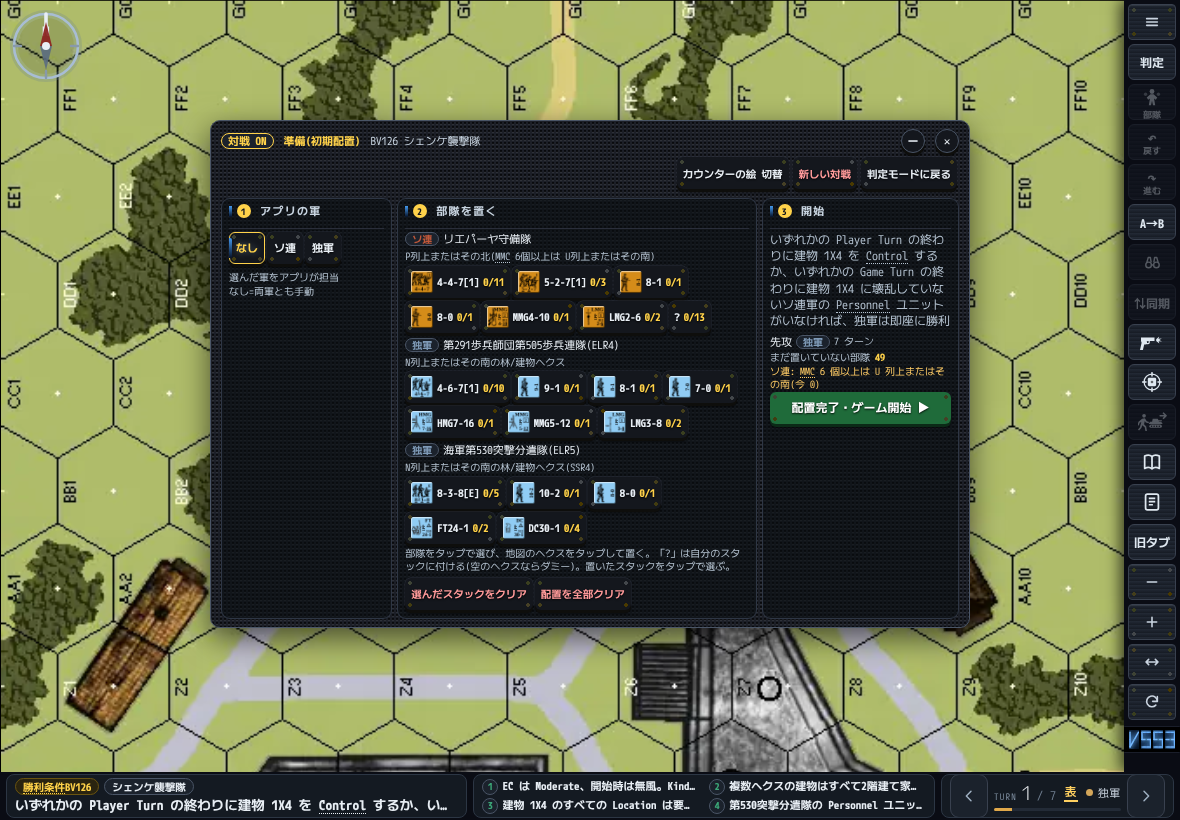 対戦 ON 準備(初期配置) BV126 シェンケ襲撃隊
カウンターの絵 切替 新しい対戦 判定モードに戻る
1 アプリの軍
なし ソ連 独軍
選んだ軍をアプリが担当
なし=両軍とも手動
2 部隊を置く
ソ連 リエパーヤ守備隊
P列上またはその北(MMC 6個以上は U列上またはその南)
4-4-7[1] 0/11 5-2-7[1] 0/3 8-1 0/1
8-0 0/1 MMG4-10 0/1 LMG2-6 0/2 ? 0/13
独軍 第291歩兵師団第505歩兵連隊(ELR4)
N列上またはその南の林/建物ヘクス
4-6-7[1] 0/10 9-1 0/1 8-1 0/1 7-0 0/1
HMG7-16 0/1 MMG5-12 0/1 LMG3-8 0/2
独軍 海軍第530突撃分遣隊(ELR5)
N列上またはその南の林/建物ヘクス(SSR4)
8-3-8[E] 0/5 10-2 0/1 8-0 0/1
FT24-1 0/2 DC30-1 0/4
部隊をタップで選び、地図のヘクスをタップして置く。「?」は自分のスタ
ックに付ける(空のヘクスならダミー)。置いたスタックをタップで選ぶ。
選んだスタックをクリア 配置を全部クリア
3 開始
いずれかの Player Turn の終わ
りに建物 1X4 を Control する
か、いずれかの Game Turn の終
わりに建物 1X4 に壊乱していな
いソ連軍の Personnel ユニット
がいなければ、独軍は即座に勝利
先攻 独軍 7 ターン
まだ置いていない部隊 49
ソ連: MMC 6 個以上は U 列上またはそ
の南(今 0)
配置完了・ゲーム開始 ▶
判定
部隊
戻す
進む
A→B
同期
旧タブ
VSS3
FF1 FF2 FF3 FF4 FF5 FF6 FF7 FF8 FF9 FF10
EE1 EE2 EE10
DD1 DD2 DD9 DD10
CC1 CC2 CC10
BB1 BB2 BB9 BB10
AA1 AA2 AA10
Z1 Z2 Z3 Z4 Z5 Z6 Z7 Z8 Z9 Z10
勝利条件BV126 シェンケ襲撃隊
いずれかの Player Turn の終わりに建物 1X4 を Control するか、い…
1 EC は Moderate、開始時は無風。Kind…
2 複数ヘクスの建物はすべて2階建て家…
3 建物 1X4 のすべての Location は要…
4 第530突撃分遣隊の Personnel ユニッ…
TURN 1 / 7 表 独軍